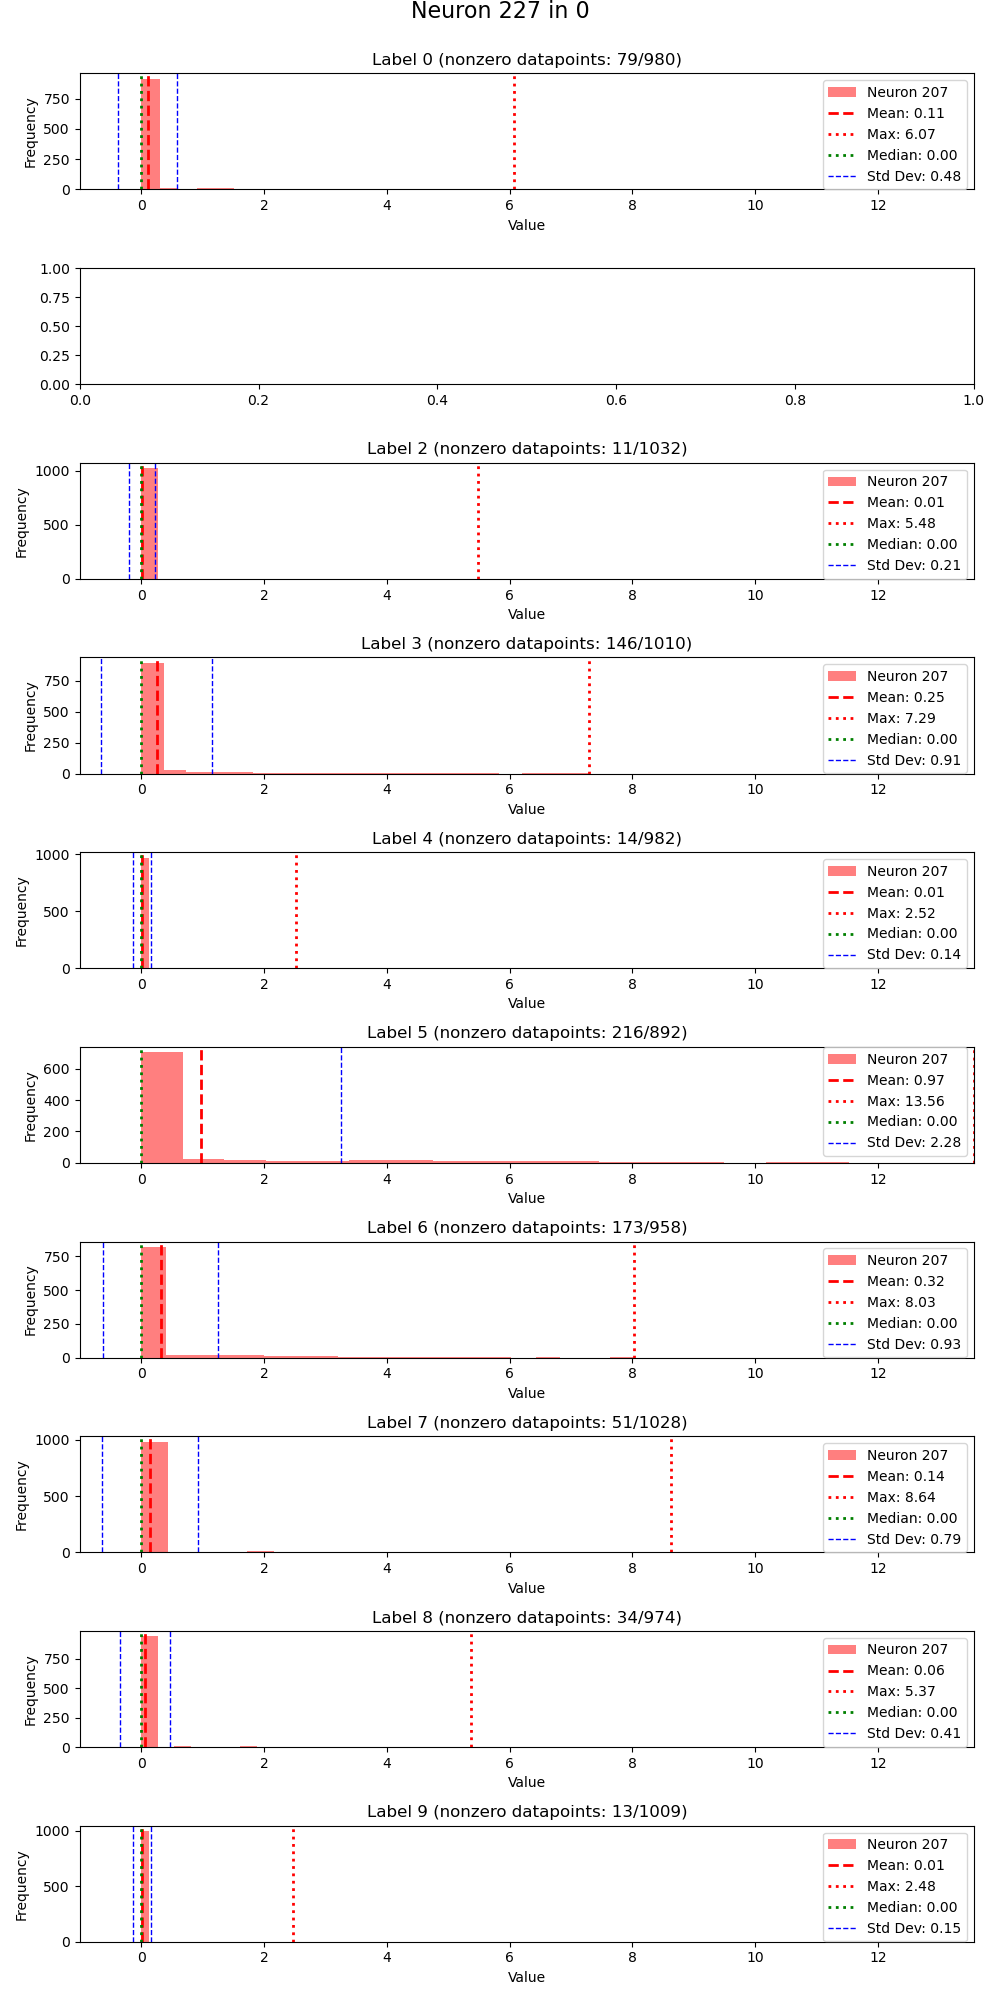 Neuron 227 in 0
Label 0 (nonzero datapoints: 79/980)
Frequency
750
500
250
0
Neuron 207
Mean: 0.11
Max: 6.07
Median: 0.00
Std Dev: 0.48
0 2 4 6 8 10 12
Value
1.00
0.75
0.50
0.25
0.00
0.0 0.2 0.4 0.6 0.8 1.0
Label 2 (nonzero datapoints: 11/1032)
Frequency
1000
500
0
Neuron 207
Mean: 0.01
Max: 5.48
Median: 0.00
Std Dev: 0.21
0 2 4 6 8 10 12
Value
Label 3 (nonzero datapoints: 146/1010)
Frequency
750
500
250
0
Neuron 207
Mean: 0.25
Max: 7.29
Median: 0.00
Std Dev: 0.91
0 2 4 6 8 10 12
Value
Label 4 (nonzero datapoints: 14/982)
Frequency
1000
500
0
Neuron 207
Mean: 0.01
Max: 2.52
Median: 0.00
Std Dev: 0.14
0 2 4 6 8 10 12
Value
Label 5 (nonzero datapoints: 216/892)
Frequency
600
400
200
0
Neuron 207
Mean: 0.97
Max: 13.56
Median: 0.00
Std Dev: 2.28
0 2 4 6 8 10 12
Value
Label 6 (nonzero datapoints: 173/958)
Frequency
750
500
250
0
Neuron 207
Mean: 0.32
Max: 8.03
Median: 0.00
Std Dev: 0.93
0 2 4 6 8 10 12
Value
Label 7 (nonzero datapoints: 51/1028)
Frequency
1000
500
0
Neuron 207
Mean: 0.14
Max: 8.64
Median: 0.00
Std Dev: 0.79
0 2 4 6 8 10 12
Value
Label 8 (nonzero datapoints: 34/974)
Frequency
750
500
250
0
Neuron 207
Mean: 0.06
Max: 5.37
Median: 0.00
Std Dev: 0.41
0 2 4 6 8 10 12
Value
Label 9 (nonzero datapoints: 13/1009)
Frequency
1000
500
0
Neuron 207
Mean: 0.01
Max: 2.48
Median: 0.00
Std Dev: 0.15
0 2 4 6 8 10 12
Value